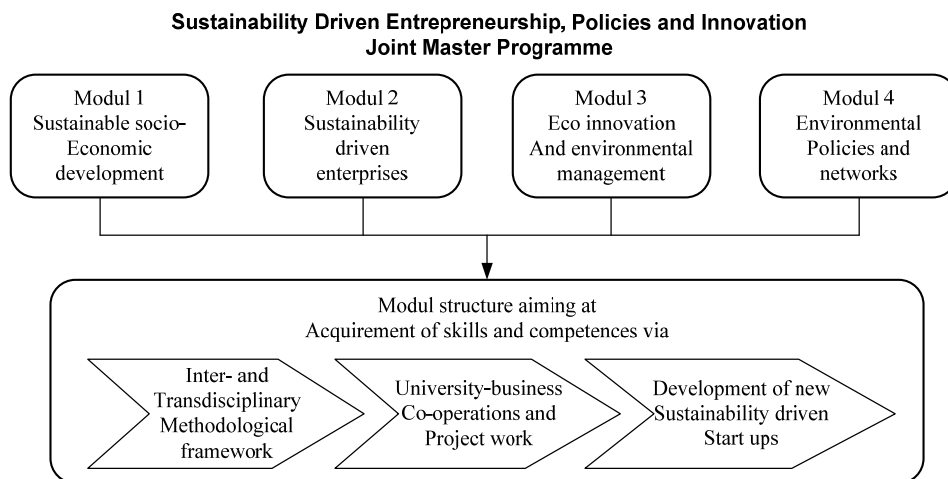 Sustainability Driven Entrepreneurship, Policies and Innovation
Joint Master Programme
Modul 1
Sustainable socio-
Economic
development
Modul 2
Sustainability
driven
enterprises
Modul 3
Eco innovation
And environmental
management
Modul 4
Environmental
Policies and
networks
Modul structure aiming at
Acquirement of skills and competences via
Inter- and
Transdisciplinary
Methodological
framework
University-business
Co-operations and
Project work
Development of new
Sustainability driven
Start ups